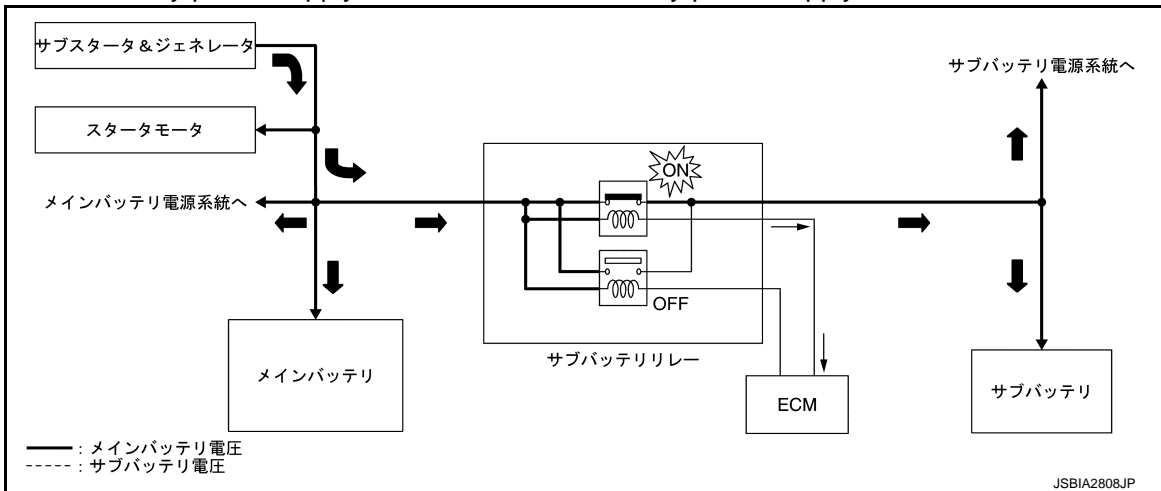 サブスタータ&ジェネレータ
サブバッテリ電源系統へ
スタータモータ
ON
メインバッテリ電源系統へ
OFF
サブバッテリリレー
メインバッテリ
サブバッテリ
ECM
: メインバッテリ電圧
: サブバッテリ電圧
JSBIA2808JP